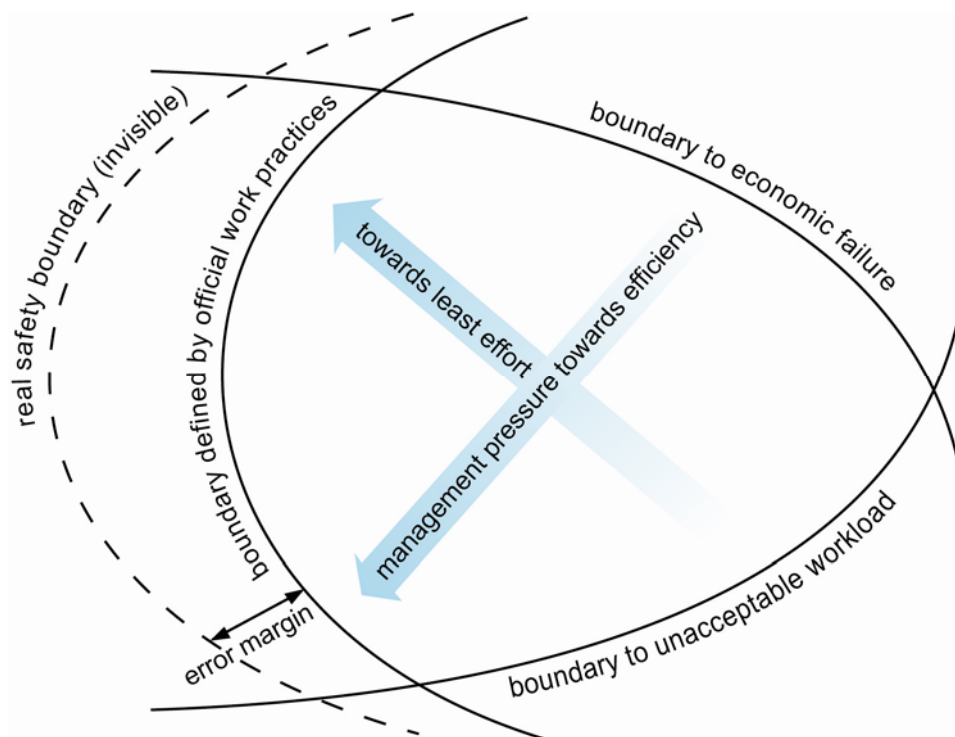 real safety boundary (invisible)
boundary defined by official work practices
boundary to economic failure
towards least effort
management pressure towards efficiency
boundary to unacceptable workload
error margin